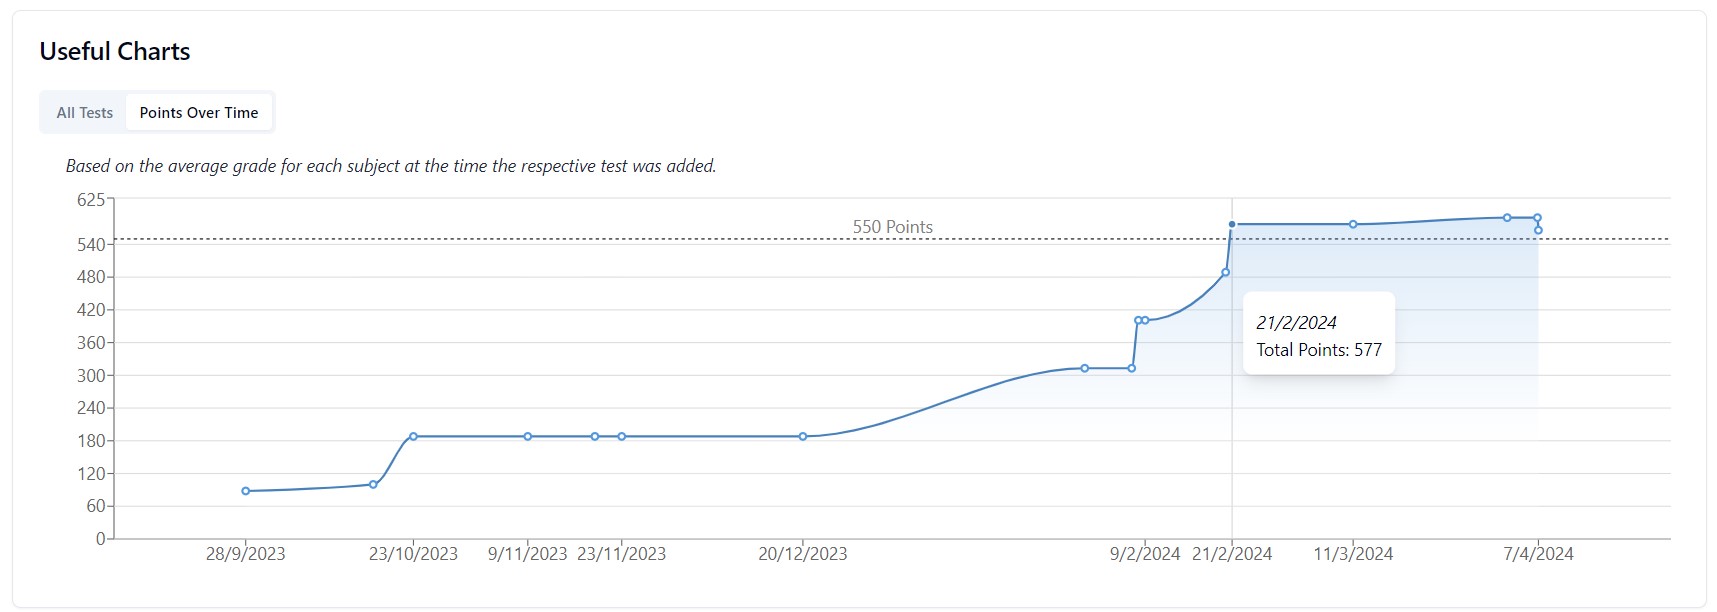 Useful Charts
All Tests Points Over Time
Based on the average grade for each subject at the time the respective test was added.
625
550 Points
540
480
420
21/2/2024
360
Total Points: 577
300
240
180
120
60
0
28/9/2023 23/10/2023 9/11/2023 23/11/2023 20/12/2023 9/2/2024 21/2/2024 11/3/2024 7/4/2024